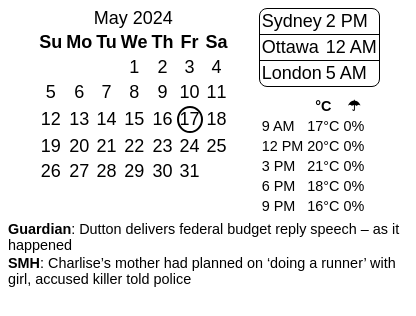 May 2024
Su Mo Tu We Th Fr Sa
1 2 3 4
5 6 7 8 9 10 11
12 13 14 15 16 17 18
19 20 21 22 23 24 25
26 27 28 29 30 31
Sydney 2 PM
Ottawa 12 AM
London 5 AM
°C ☂
9 AM 17°C 0%
12 PM 20°C 0%
3 PM 21°C 0%
6 PM 18°C 0%
9 PM 16°C 0%
Guardian: Dutton delivers federal budget reply speech – as it
happened
SMH: Charlise’s mother had planned on ‘doing a runner’ with
girl, accused killer told police